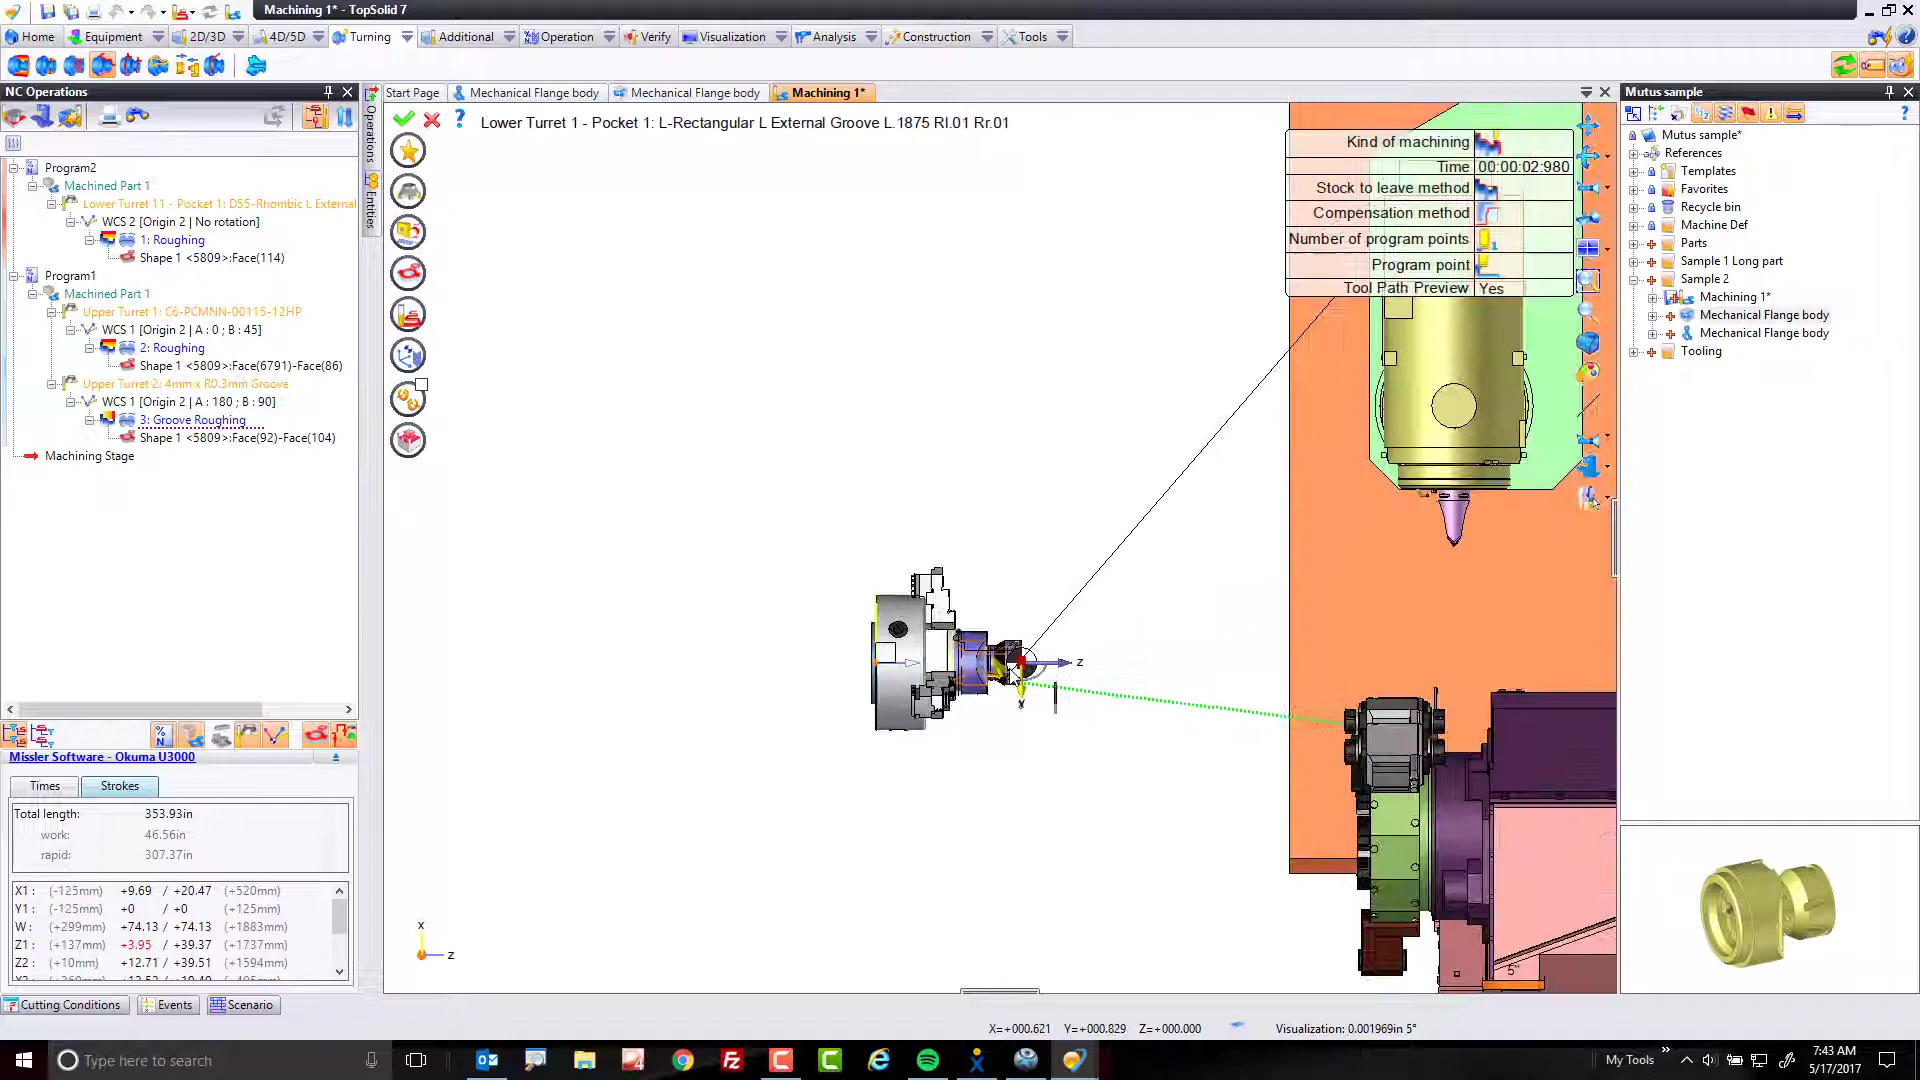 Machining 1* - TopSolid 7
Home
Equipment
2D/3D
4D/5D
Turning
Additional
Operation
Verify
Visualization
Analysis
Construction
Tools
NC Operations
Start Page
Mechanical Flange body
Mechanical Flange body
Machining 1*
Mutus sample
Operations
Entities
Lower Turret 1 - Pocket 1: L-Rectangular L External Groove L.1875 Rl.01 Rr.01
Program2
Machined Part 1
Lower Turret 11 - Pocket 1: D55-Rhombic L External
WCS 2 [Origin 2 | No rotation]
1: Roughing
Shape 1 <5809>:Face(114)
Program1
Machined Part 1
Upper Turret 1: C6-PCMNN-00115-12HP
WCS 1 [Origin 2 | A : 0 ; B : 45]
2: Roughing
Shape 1 <5809>:Face(6791)-Face(86)
Upper Turret 2: 4mm x R0.3mm Groove
WCS 1 [Origin 2 | A : 180 ; B : 90]
3: Groove Roughing
Shape 1 <5809>:Face(92)-Face(104)
Machining Stage
Kind of machining
Time 00:00:02:980
Stock to leave method
Compensation method
Number of program points
Program point
Tool Path Preview Yes
Mutus sample*
References
Templates
Favorites
Recycle bin
Machine Def
Parts
Sample 1 Long part
Sample 2
Machining 1*
Mechanical Flange body
Mechanical Flange body
Tooling
z
x
x
z
5"
Missler Software - Okuma U3000
Times
Strokes
Total length: 353.93in
work: 46.56in
rapid: 307.37in
X1 : (-125mm) +9.69 / +20.47 (+520mm)
Y1 : (-125mm) +0 / +0 (+125mm)
W : (+299mm) +74.13 / +74.13 (+1883mm)
Z1 : (+137mm) +3.95 / +39.37 (+1737mm)
Z2 : (+10mm) +12.71 / +39.51 (+1594mm)
Cutting Conditions
Events
Scenario
X=+000.621 Y=+000.829 Z=+000.000
Visualization: 0.001969in 5°
Type here to search
My Tools
7:43 AM
5/17/2017